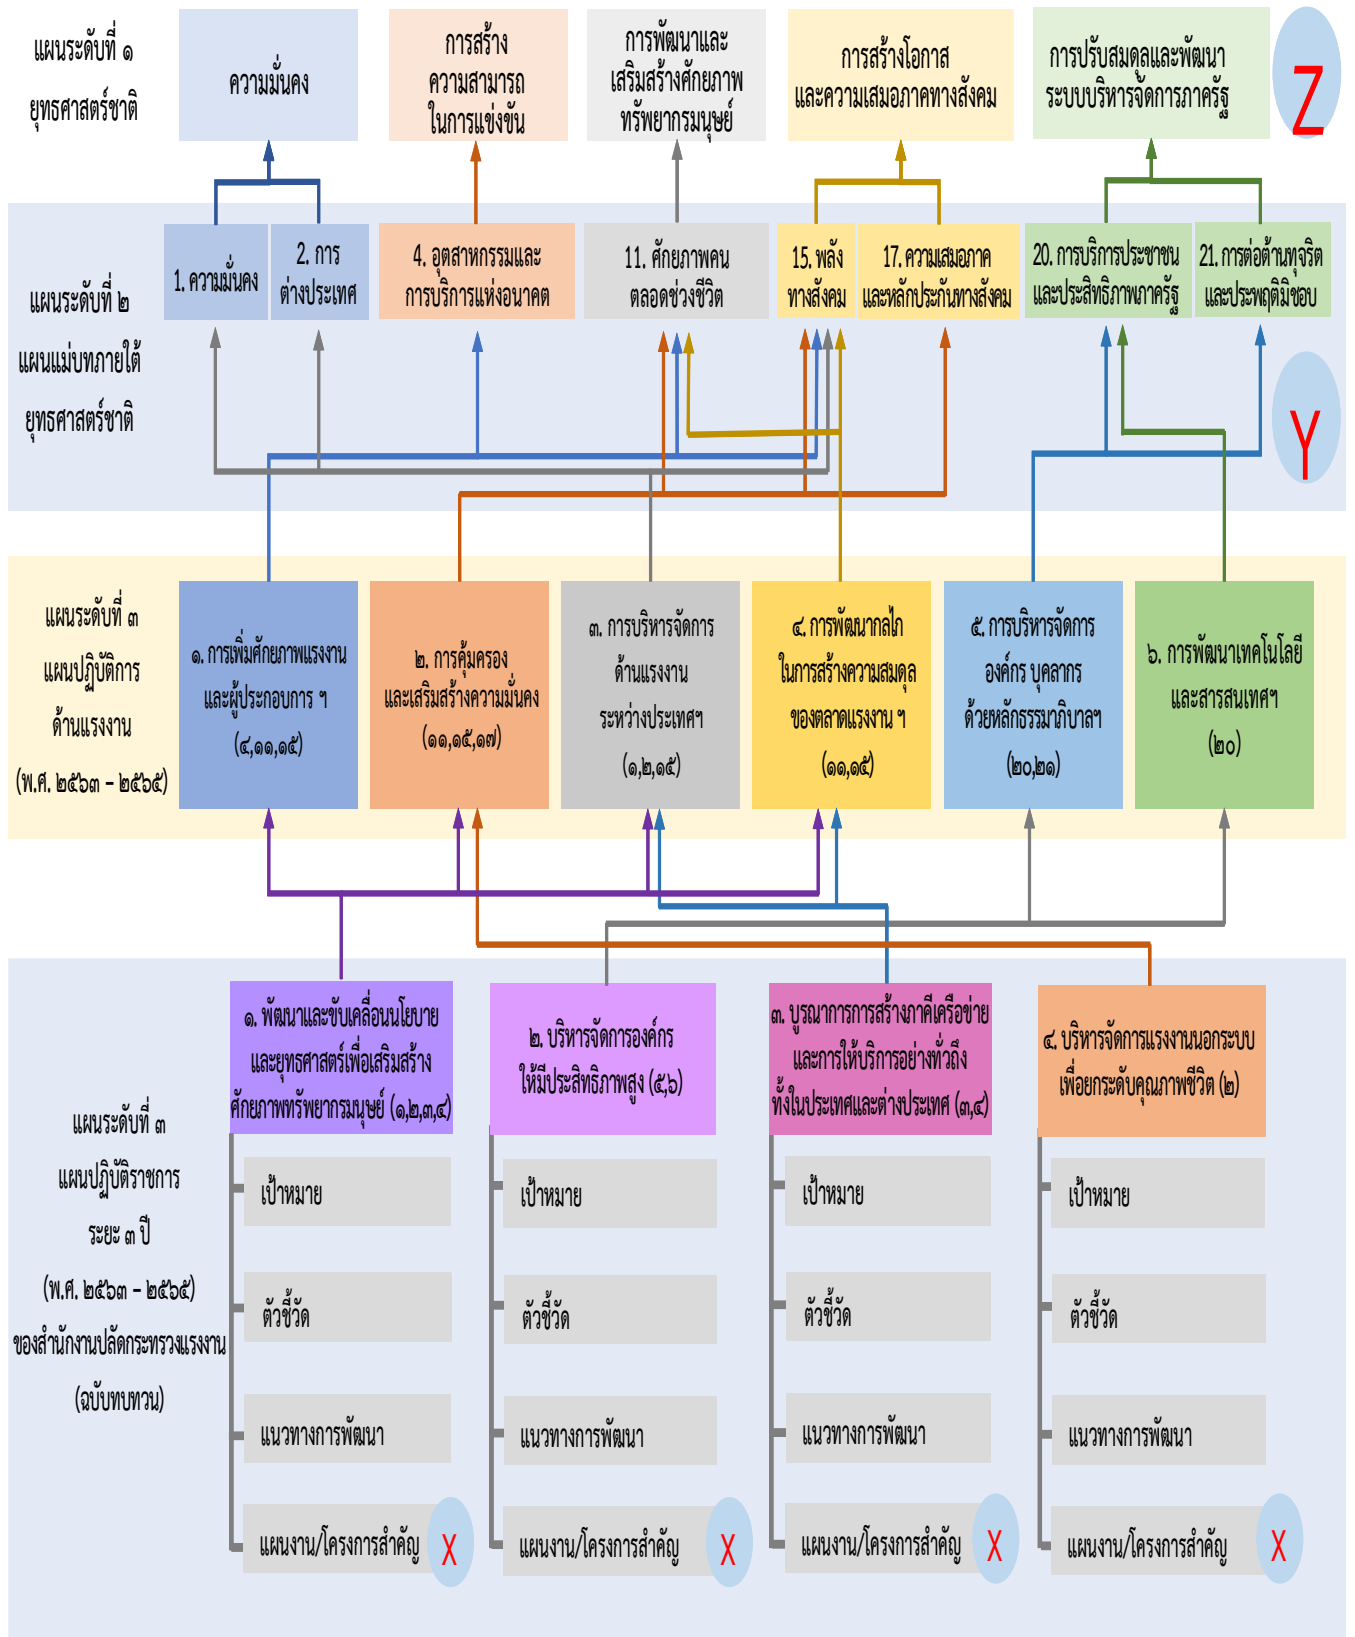 แผนระดับที่ ๑
ยุทธศาสตร์ชาติ
ความมั่นคง
การสร้าง
ความสามารถ
ในการแข่งขัน
การพัฒนาและ
เสริมสร้างศักยภาพ
ทรัพยากรมนุษย์
การสร้างโอกาส
และความเสมอภาคทางสังคม
การปรับสมดุลและพัฒนา
ระบบบริหารจัดการภาครัฐ
Z
แผนระดับที่ ๒
แผนแม่บทภายใต้
ยุทธศาสตร์ชาติ
1. ความมั่นคง
2. การ
ต่างประเทศ
4. อุตสาหกรรมและ
การบริการแห่งอนาคต
11. ศักยภาพคน
ตลอดช่วงชีวิต
15. พลัง
ทางสังคม
17. ความเสมอภาค
และหลักประกันทางสังคม
20. การบริการประชาชน
และประสิทธิภาพภาครัฐ
21. การต่อต้านทุจริต
และประพฤติมิชอบ
Y
แผนระดับที่ ๓
แผนปฏิบัติการ
ด้านแรงงาน
(พ.ศ. ๒๕๖๓ – ๒๕๖๕)
๑. การเพิ่มศักยภาพแรงงาน
และผู้ประกอบการ ฯ
(๔,๑๑,๑๕)
๒. การคุ้มครอง
และเสริมสร้างความมั่นคง
(๑๑,๑๕,๑๗)
๓. การบริหารจัดการ
ด้านแรงงาน
ระหว่างประเทศฯ
(๑,๒,๑๕)
๔. การพัฒนากลไก
ในการสร้างความสมดุล
ของตลาดแรงงาน ฯ
(๑๑,๑๕)
๕. การบริหารจัดการ
องค์กร บุคลากร
ด้วยหลักธรรมาภิบาลฯ
(๒๐,๒๑)
๖. การพัฒนาเทคโนโลยี
และสารสนเทศฯ
(๒๐)
แผนระดับที่ ๓
แผนปฏิบัติราชการ
ระยะ ๓ ปี
(พ.ศ. ๒๕๖๓ – ๒๕๖๕)
ของสำนักงานปลัดกระทรวงแรงงาน
(ฉบับทบทวน)
๑. พัฒนาและขับเคลื่อนนโยบาย
และยุทธศาสตร์เพื่อเสริมสร้าง
ศักยภาพทรัพยากรมนุษย์ (๑,๒,๓,๔)
เป้าหมาย
ตัวชี้วัด
แนวทางการพัฒนา
แผนงาน/โครงการสำคัญ
X
๒. บริหารจัดการองค์กร
ให้มีประสิทธิภาพสูง (๕,๖)
เป้าหมาย
ตัวชี้วัด
แนวทางการพัฒนา
แผนงาน/โครงการสำคัญ
X
๓. บูรณาการการสร้างภาคีเครือข่าย
และการให้บริการอย่างทั่วถึง
ทั้งในประเทศและต่างประเทศ (๓,๔)
เป้าหมาย
ตัวชี้วัด
แนวทางการพัฒนา
แผนงาน/โครงการสำคัญ
X
๔. บริหารจัดการแรงงานนอกระบบ
เพื่อยกระดับคุณภาพชีวิต (๒)
เป้าหมาย
ตัวชี้วัด
แนวทางการพัฒนา
แผนงาน/โครงการสำคัญ
X